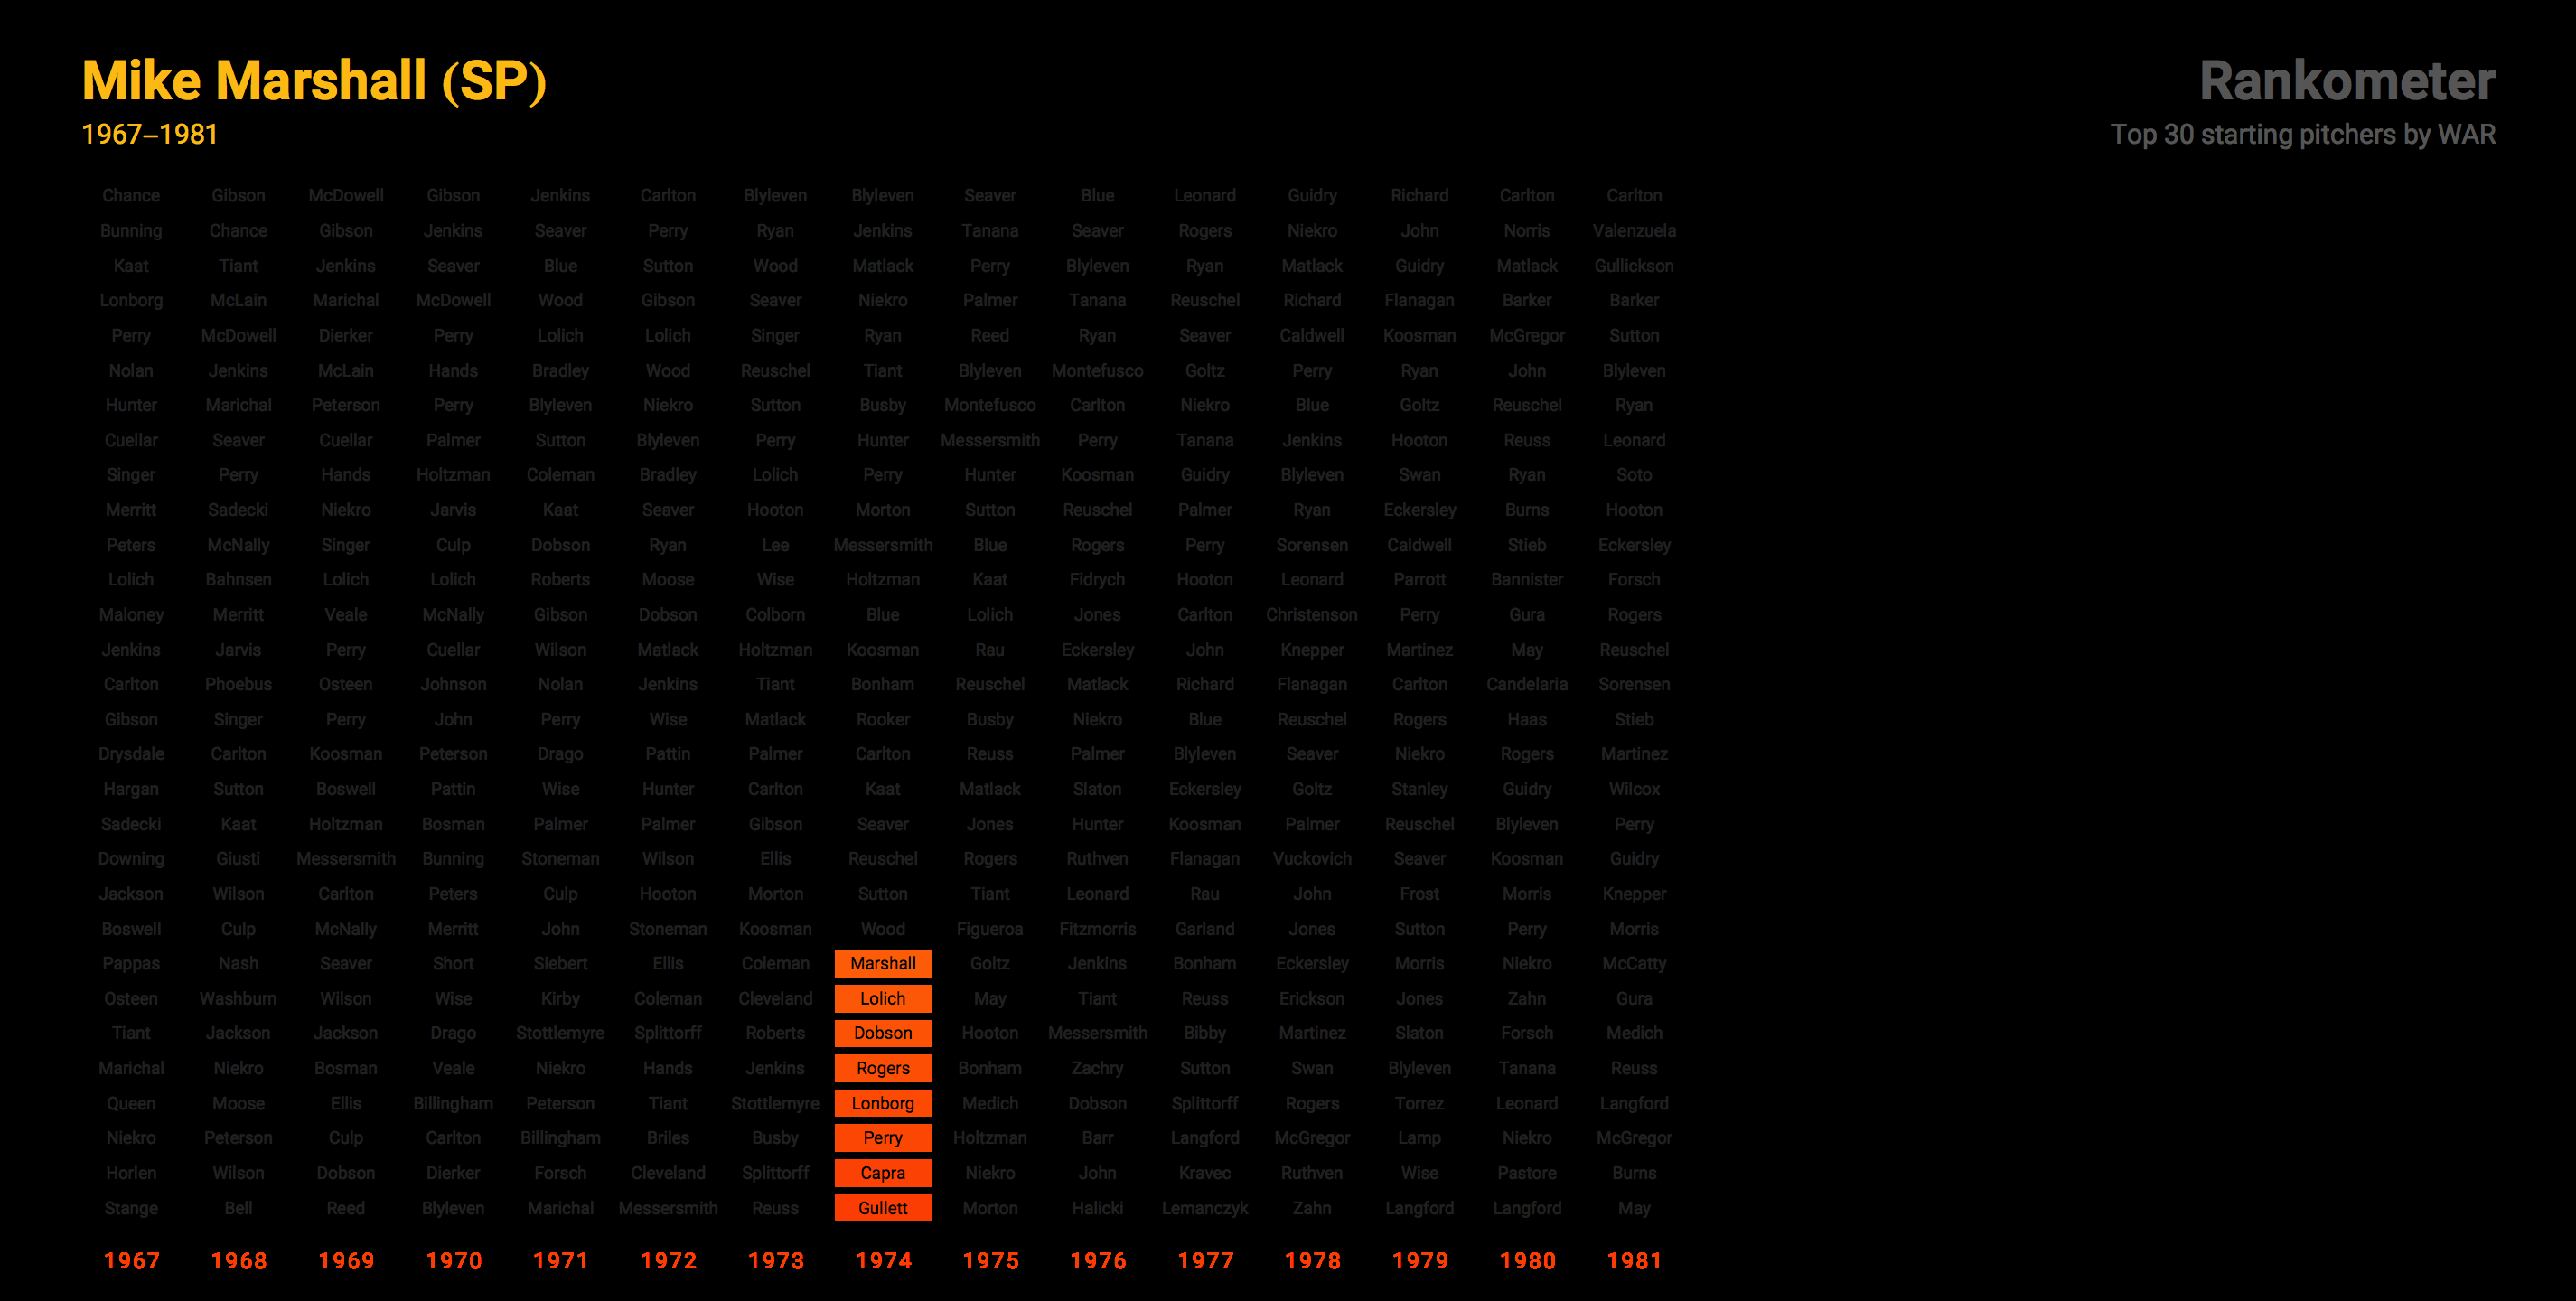 Mike Marshall (SP)
1967–1981
Rankometer
Top 30 starting pitchers by WAR
Chance Gibson McDowell Gibson Jenkins Carlton Blyleven Blyleven Seaver Blue Leonard Guidry Richard Carlton Carlton
Bunning Chance Gibson Jenkins Seaver Perry Ryan Jenkins Tanana Seaver Rogers Niekro John Norris Valenzuela
Kaat Tiant Jenkins Seaver Blue Sutton Wood Matlack Perry Blyleven Ryan Matlack Guidry Matlack Gullickson
Lonborg McLain Marichal McDowell Wood Gibson Seaver Niekro Palmer Tanana Reuschel Richard Flanagan Barker Barker
Perry McDowell Dierker Perry Lolich Lolich Singer Ryan Reed Ryan Seaver Caldwell Koosman McGregor Sutton
Nolan Jenkins McLain Hands Bradley Wood Reuschel Tiant Blyleven Montefusco Goltz Perry Ryan John Blyleven
Hunter Marichal Peterson Perry Blyleven Niekro Sutton Busby Montefusco Carlton Niekro Blue Goltz Reuschel Ryan
Cuellar Seaver Cuellar Palmer Sutton Blyleven Perry Hunter Messersmith Perry Tanana Jenkins Hooton Reuss Leonard
Singer Perry Hands Holtzman Coleman Bradley Lolich Perry Hunter Koosman Guidry Blyleven Swan Ryan Soto
Merritt Sadecki Niekro Jarvis Kaat Seaver Hooton Morton Sutton Reuschel Palmer Ryan Eckersley Burns Hooton
Peters McNally Singer Culp Dobson Ryan Lee Messersmith Blue Rogers Perry Sorensen Caldwell Stieb Eckersley
Lolich Bahnsen Lolich Lolich Roberts Moose Wise Holtzman Kaat Fidrych Hooton Leonard Parrott Bannister Forsch
Maloney Merritt Veale McNally Gibson Dobson Colborn Blue Lolich Jones Carlton Christenson Perry Gura Rogers
Jenkins Jarvis Perry Cuellar Wilson Matlack Holtzman Koosman Rau Eckersley John Knepper Martinez May Reuschel
Carlton Phoebus Osteen Johnson Nolan Jenkins Tiant Bonham Reuschel Matlack Richard Flanagan Carlton Candelaria Sorensen
Gibson Singer Perry John Perry Wise Matlack Rooker Busby Niekro Blue Reuschel Rogers Haas Stieb
Drysdale Carlton Koosman Peterson Drago Pattin Palmer Carlton Reuss Palmer Blyleven Seaver Niekro Rogers Martinez
Hargan Sutton Boswell Pattin Wise Hunter Carlton Kaat Matlack Slaton Eckersley Goltz Stanley Guidry Wilcox
Sadecki Kaat Holtzman Bosman Palmer Palmer Gibson Seaver Jones Hunter Koosman Palmer Reuschel Blyleven Perry
Downing Giusti Messersmith Bunning Stoneman Wilson Ellis Reuschel Rogers Ruthven Flanagan Vuckovich Seaver Koosman Guidry
Jackson Wilson Carlton Peters Culp Hooton Morton Sutton Tiant Leonard Rau John Frost Morris Knepper
Boswell Culp McNally Merritt John Stoneman Koosman Wood Figueroa Fitzmorris Garland Jones Sutton Perry Morris
Pappas Nash Seaver Short Siebert Ellis Coleman Marshall Goltz Jenkins Bonham Eckersley Morris Niekro McCatty
Osteen Washburn Wilson Wise Kirby Coleman Cleveland Lolich May Tiant Reuss Erickson Jones Zahn Gura
Tiant Jackson Jackson Drago Stottlemyre Splittorff Roberts Dobson Hooton Messersmith Bibby Martinez Slaton Forsch Medich
Marichal Niekro Bosman Veale Niekro Hands Jenkins Rogers Bonham Zachry Sutton Swan Blyleven Tanana Reuss
Queen Moose Ellis Billingham Peterson Tiant Stottlemyre Lonborg Medich Dobson Splittorff Rogers Torrez Leonard Langford
Niekro Peterson Culp Carlton Billingham Briles Busby Perry Holtzman Barr Langford McGregor Lamp Niekro McGregor
Horlen Wilson Dobson Dierker Forsch Cleveland Splittorff Capra Niekro John Kravec Ruthven Wise Pastore Burns
Stange Bell Reed Blyleven Marichal Messersmith Reuss Gullett Morton Halicki Lemanczyk Zahn Langford Langford May
1967 1968 1969 1970 1971 1972 1973 1974 1975 1976 1977 1978 1979 1980 1981